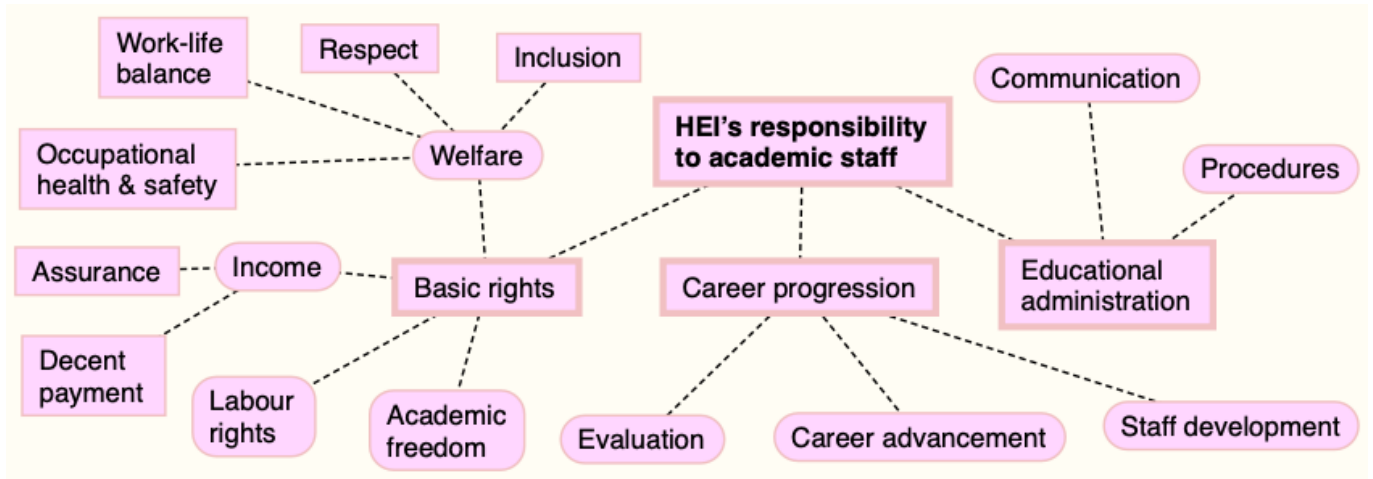 Work-life
balance
Respect
Inclusion
Communication
HEI’s responsibility
to academic staff
Occupational
health & safety
Welfare
Procedures
Assurance
Income
Basic rights
Career progression
Educational
administration
Decent
payment
Labour
rights
Academic
freedom
Evaluation
Career advancement
Staff development